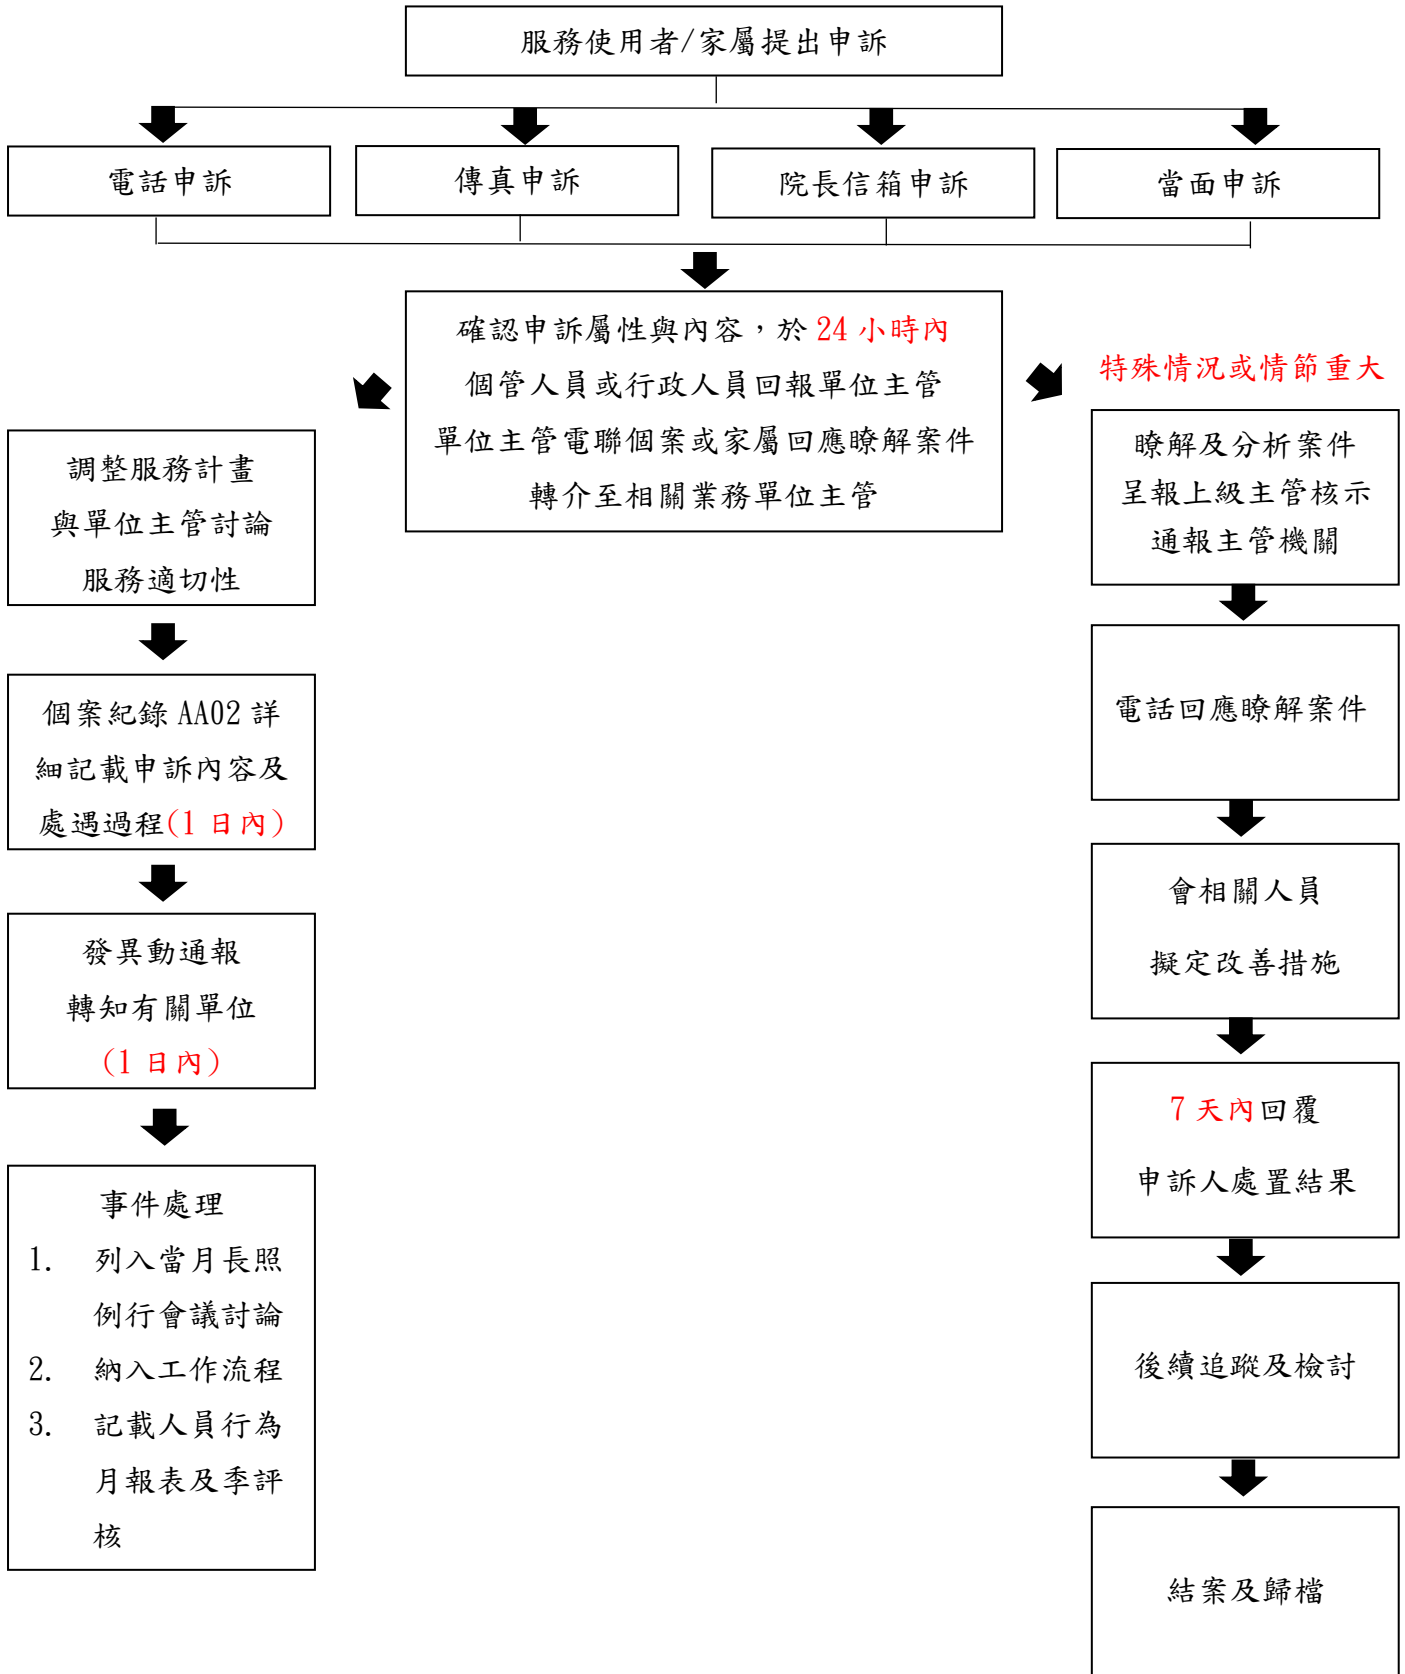 服務使用者/家屬提出申訴
電話申訴
傳真申訴
院長信箱申訴
當面申訴
確認申訴屬性與內容，於 24 小時內
個管人員或行政人員回報單位主管
單位主管電聯個案或家屬回應瞭解案件
轉介至相關業務單位主管
調整服務計畫
與單位主管討論
服務適切性
個案紀錄 AA02 詳
細記載申訴內容及
處遇過程(1 日內)
發異動通報
轉知有關單位
(1 日內)
事件處理
1. 列入當月長照
例行會議討論
2. 納入工作流程
3. 記載人員行為
月報表及季評
核
特殊情況或情節重大
瞭解及分析案件
呈報上級主管核示
通報主管機關
電話回應瞭解案件
會相關人員
擬定改善措施
7 天內回覆
申訴人處置結果
後續追蹤及檢討
結案及歸檔